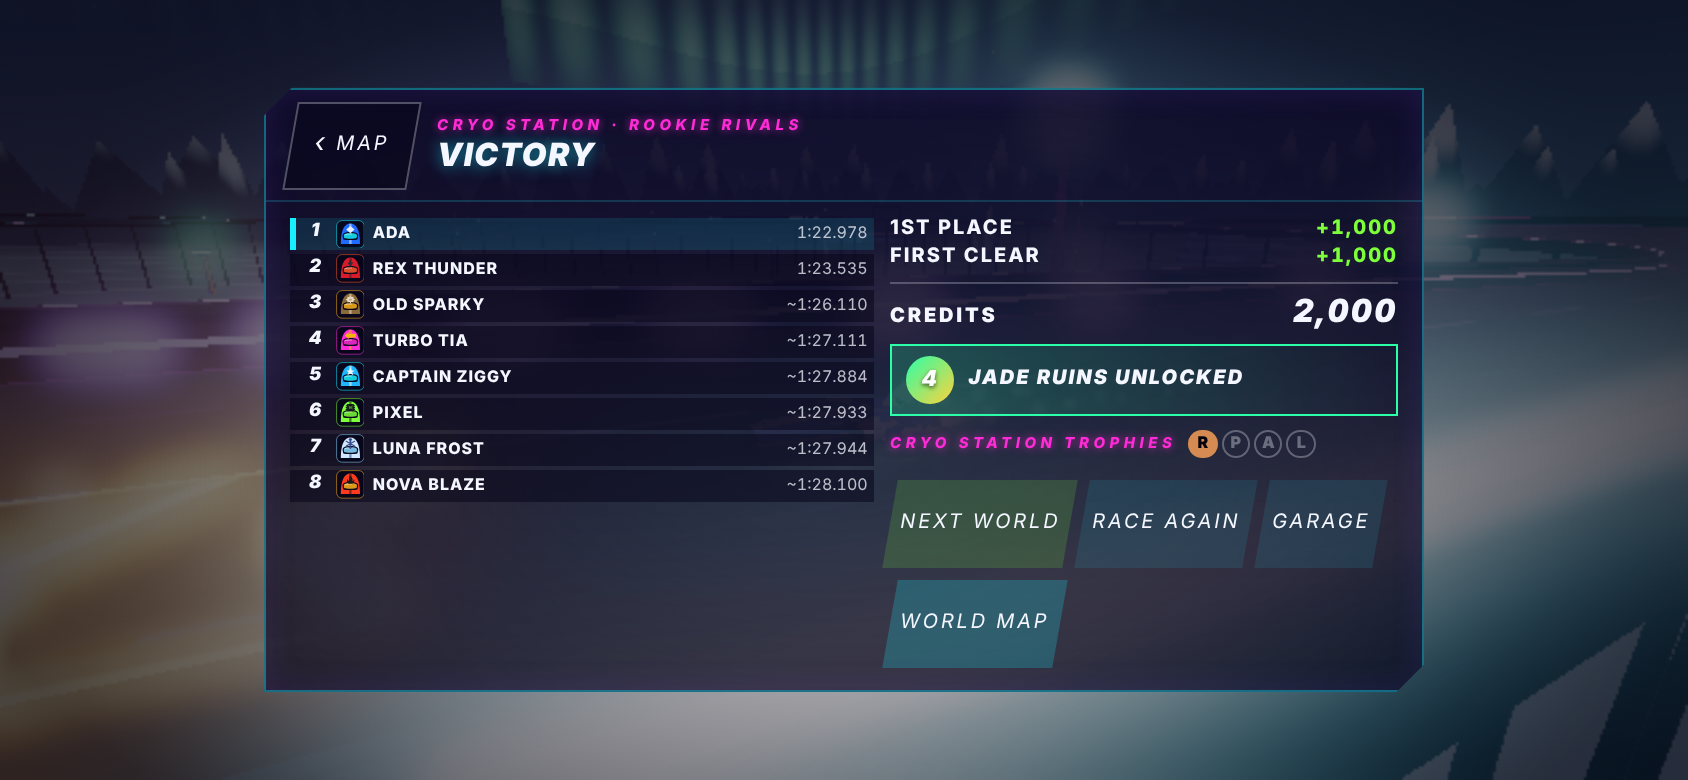 ‹ MAP
CRYO STATION · ROOKIE RIVALS
VICTORY
1 ADA 1:22.978
2 REX THUNDER 1:23.535
3 OLD SPARKY ~1:26.110
4 TURBO TIA ~1:27.111
5 CAPTAIN ZIGGY ~1:27.884
6 PIXEL ~1:27.933
7 LUNA FROST ~1:27.944
8 NOVA BLAZE ~1:28.100
1ST PLACE +1,000
FIRST CLEAR +1,000
CREDITS 2,000
4 JADE RUINS UNLOCKED
CRYO STATION TROPHIES R P A L
NEXT WORLD RACE AGAIN GARAGE
WORLD MAP